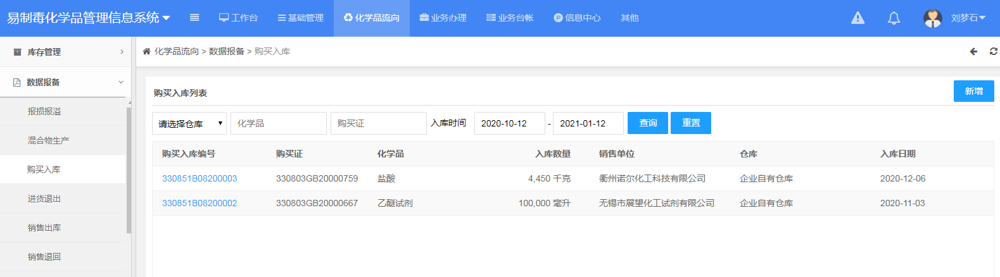 易制毒化学品管理信息系统 工作台 基础管理 化学品流向 业务办理 业务台帐 信息中心 其他 刘梦石
库存管理
数据报备
报损报溢
混合物生产
购买入库
进货退出
销售出库
销售退回
化学品流向 > 数据报备 > 购买入库
购买入库列表 新增
请选择仓库 化学品 购买证 入库时间 2020-10-12 - 2021-01-12 查询 重置
购买入库编号 购买证 化学品 入库数量 销售单位 仓库 入库日期
330851B08200003 330803GB20000759 盐酸 4,450 千克 衢州诺尔化工科技有限公司 企业自有仓库 2020-12-06
330851B08200002 330803GB20000667 乙醚试剂 100,000 毫升 无锡市展望化工试剂有限公司 企业自有仓库 2020-11-03